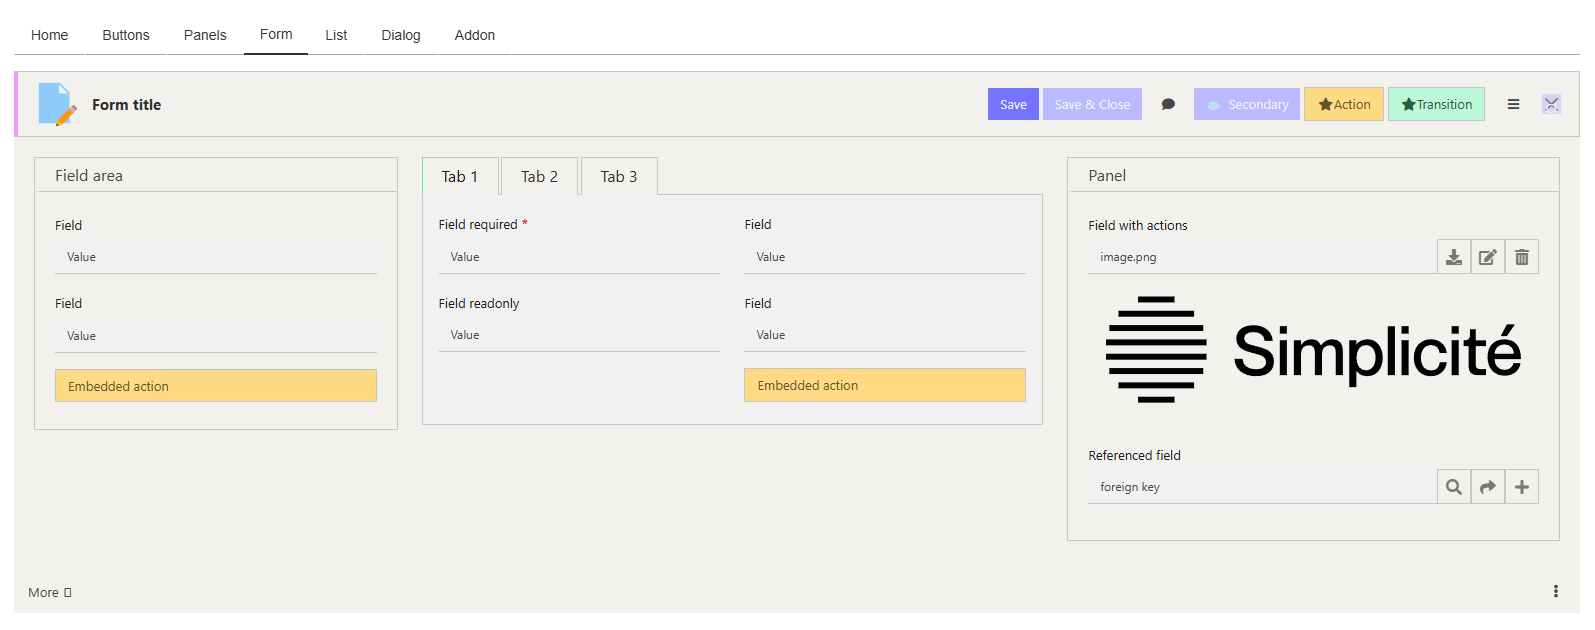 Home Buttons Panels Form List Dialog Addon
Form title Save Save & Close Secondary Action Transition
Field area
Field
Value
Field
Value
Embedded action
Tab 1 Tab 2 Tab 3
Field required * Field
Value Value
Field readonly Field
Value Value
Embedded action
Panel
Field with actions
image.png
Simplicité
Referenced field
foreign key
More